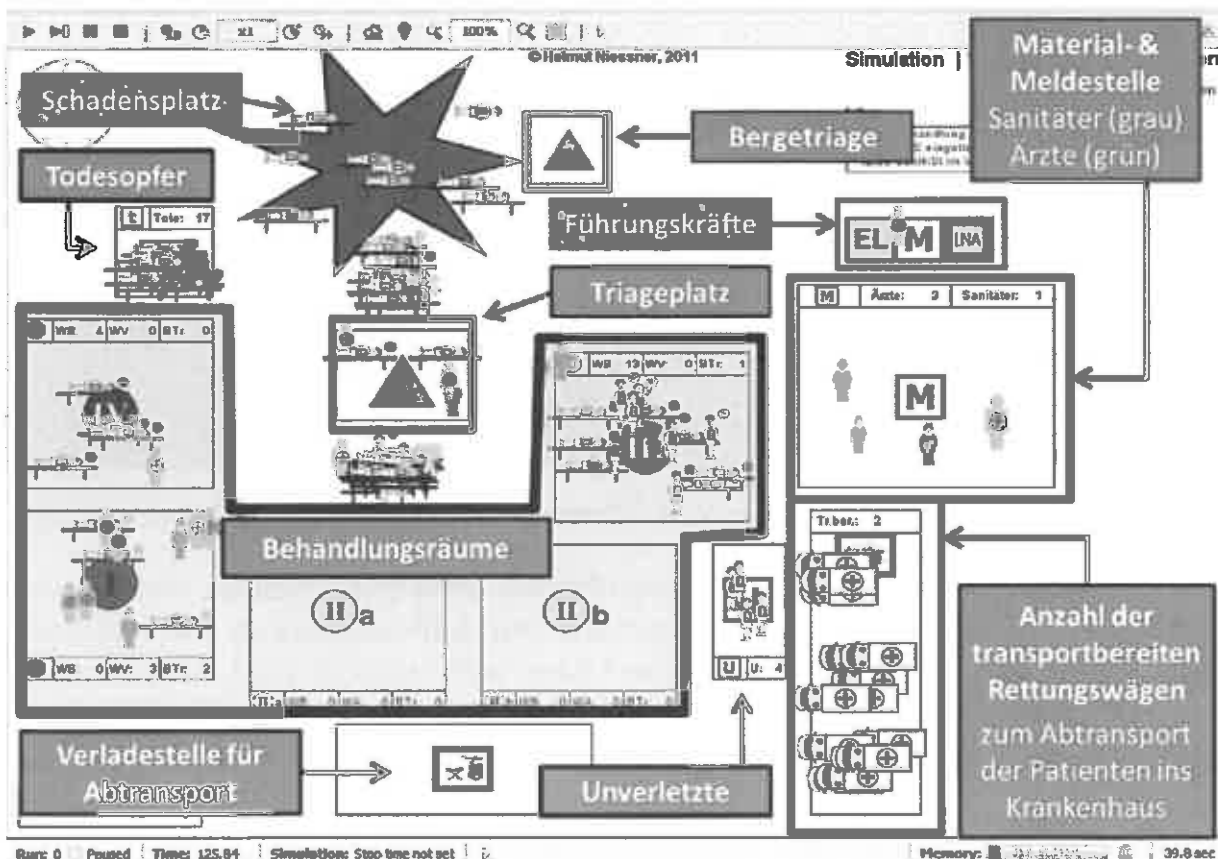 x1
100%
©Helmut Niessner, 2011
Simulation |
Material- &
Meldestelle
Sanitäter (grau)
Ärzte (grün)
Schadensplatz
Bergetriage
Todesopfer
t Tote: 17
Führungskräfte
EL M LNA
Triageplatz
M Ärzte: 3 Sanitäter: 1
WB 4 WV 0 BTr: 0
WB 13 WV: 0 BTr: 1
M
II
Behandlungsräume
Tr.ber.: 2
I
II a
II b
WB 0 WV: 3 BTr: 2
U U: 4
Anzahl der
transportbereiten
Rettungswägen
zum Abtransport
der Patienten ins
Krankenhaus
Verladestelle für
Abtransport
Unverletzte
Run: 0 Paused Time: 125.84 Simulation: Stop time not set
Memory: 39.8 sec